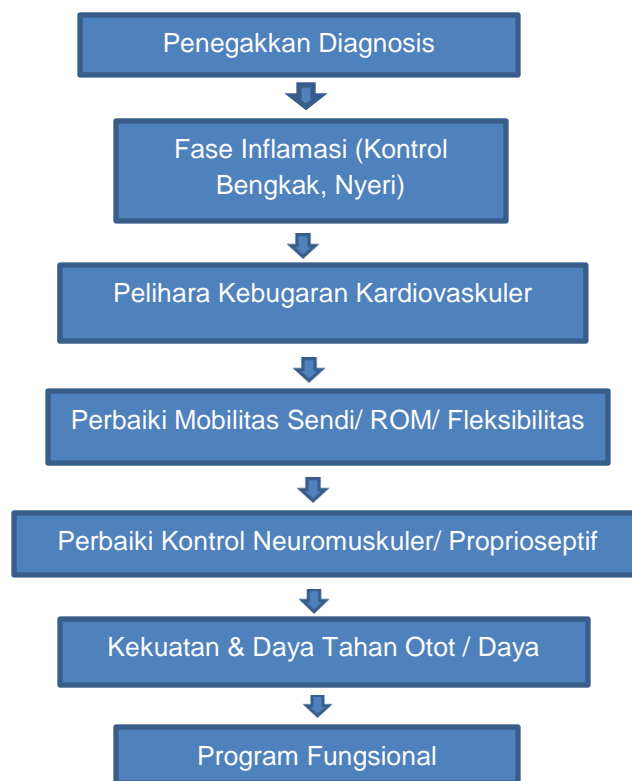 Penegakkan Diagnosis
Fase Inflamasi (Kontrol
Bengkak, Nyeri)
Pelihara Kebugaran Kardiovaskuler
Perbaiki Mobilitas Sendi/ ROM/ Fleksibilitas
Perbaiki Kontrol Neuromuskuler/ Proprioseptif
Kekuatan & Daya Tahan Otot / Daya
Program Fungsional